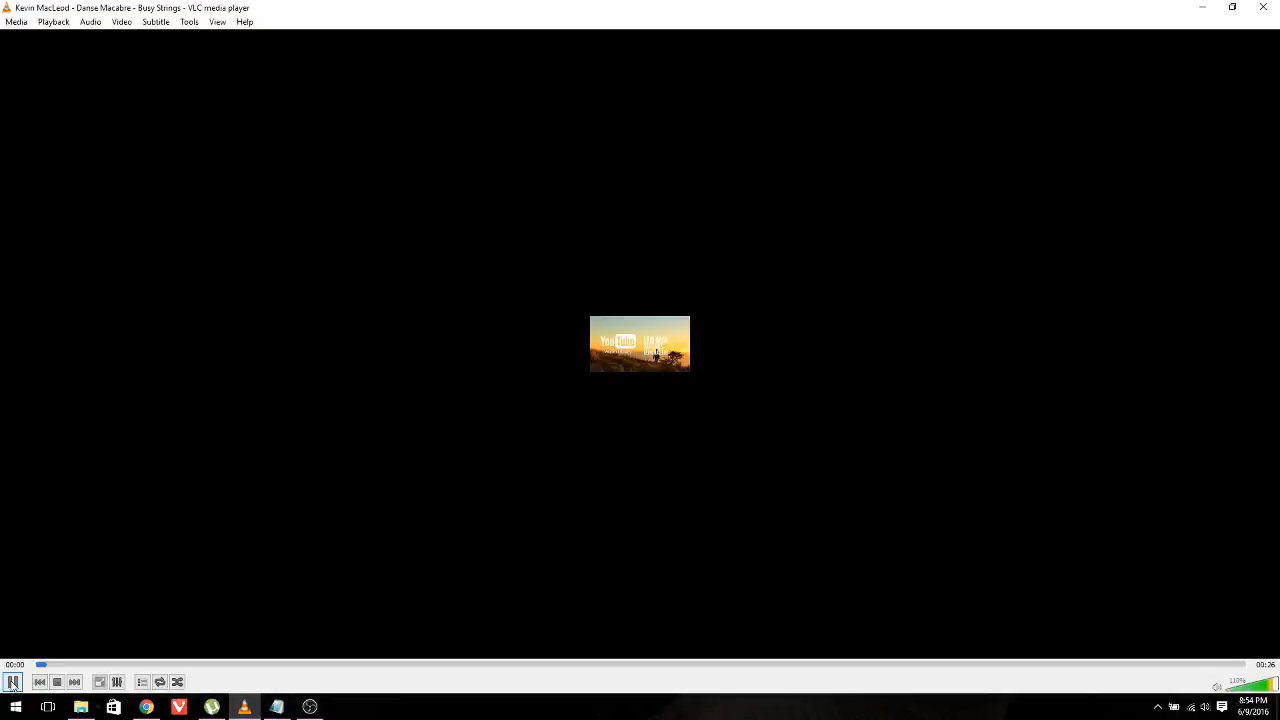 Kevin MacLeod - Danse Macabre - Busy Strings - VLC media player
Media Playback Audio Video Subtitle Tools View Help
YouTube
00:00
00:26
110%
8:54 PM
6/9/2016